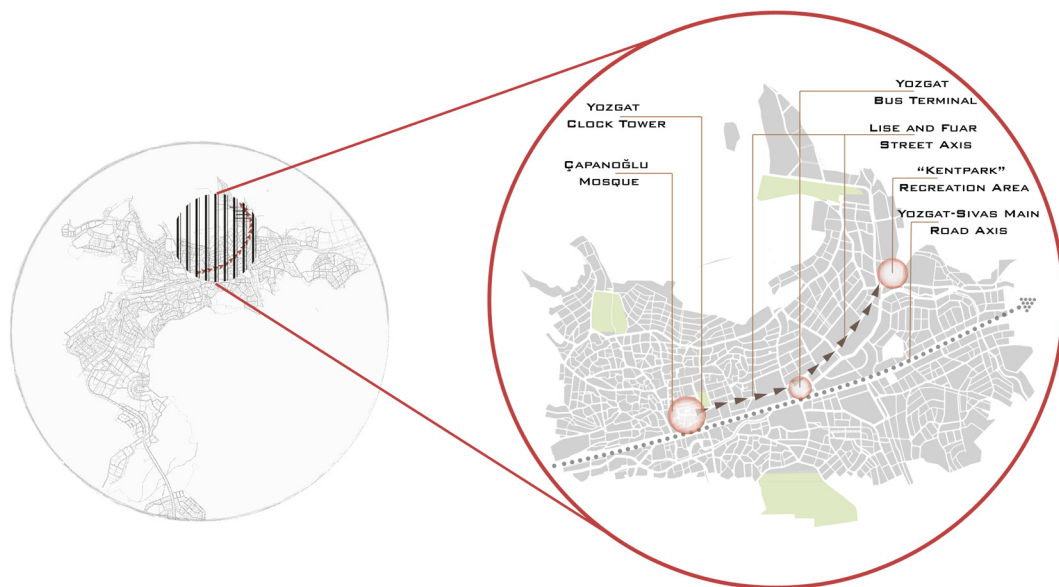 Yozgat
Clock Tower
Çapanoğlu
Mosque
Yozgat
Bus Terminal
Lise and Fuar
Street Axis
"Kentpark"
Recreation Area
Yozgat-Sivas Main
Road Axis